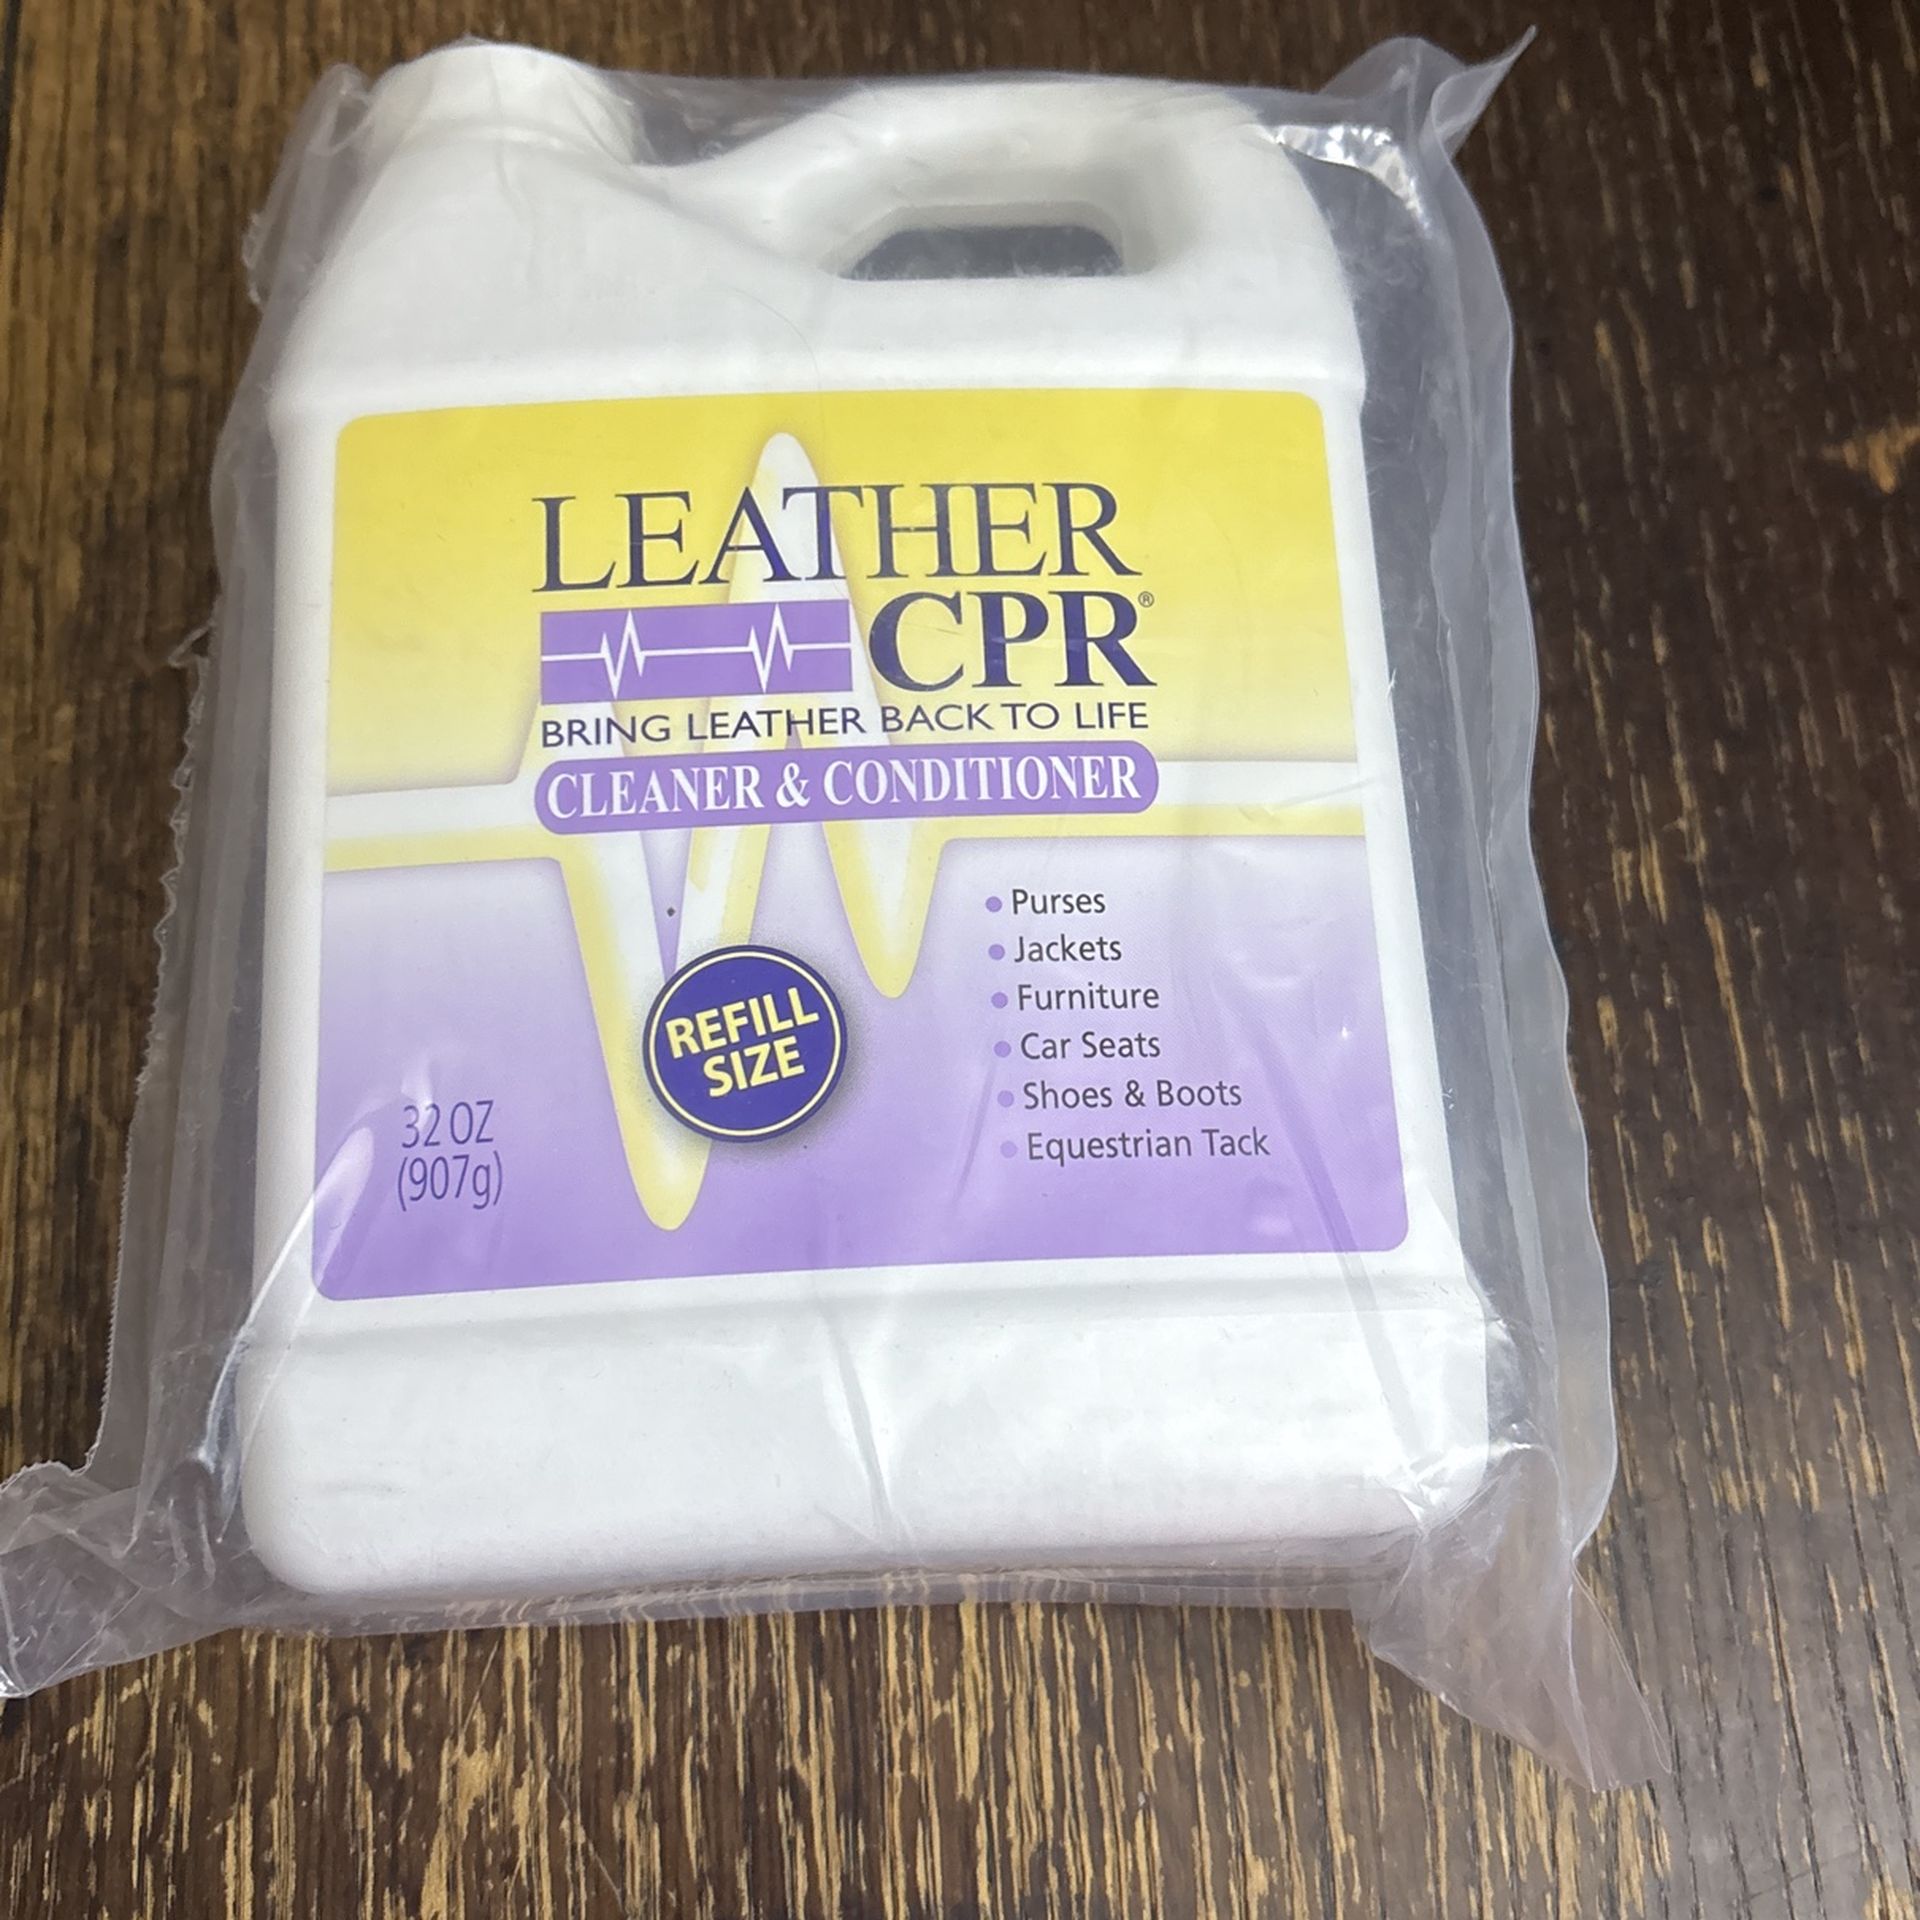 LEATHER
CPR®
BRING LEATHER BACK TO LIFE
CLEANER & CONDITIONER
• Purses
• Jackets
• Furniture
• Car Seats
• Shoes & Boots
• Equestrian Tack
REFILL
SIZE
32 OZ
(907g)